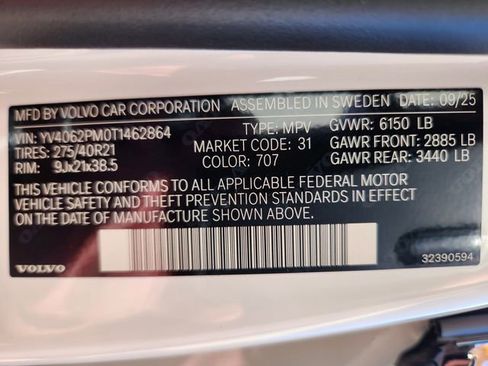 MFD BY VOLVO CAR CORPORATION ASSEMBLED IN SWEDEN DATE: 09/25
VIN: YV4062PM0T1462864 TYPE: MPV GVWR: 6150 LB
TIRES: 275/40R21 MARKET CODE: 31 GAWR FRONT: 2885 LB
RIM: 9Jx21x38.5 COLOR: 707 GAWR REAR: 3440 LB
THIS VEHICLE CONFORMS TO ALL APPLICABLE FEDERAL MOTOR
VEHICLE SAFETY AND THEFT PREVENTION STANDARDS IN EFFECT
ON THE DATE OF MANUFACTURE SHOWN ABOVE.
VOLVO 32390594